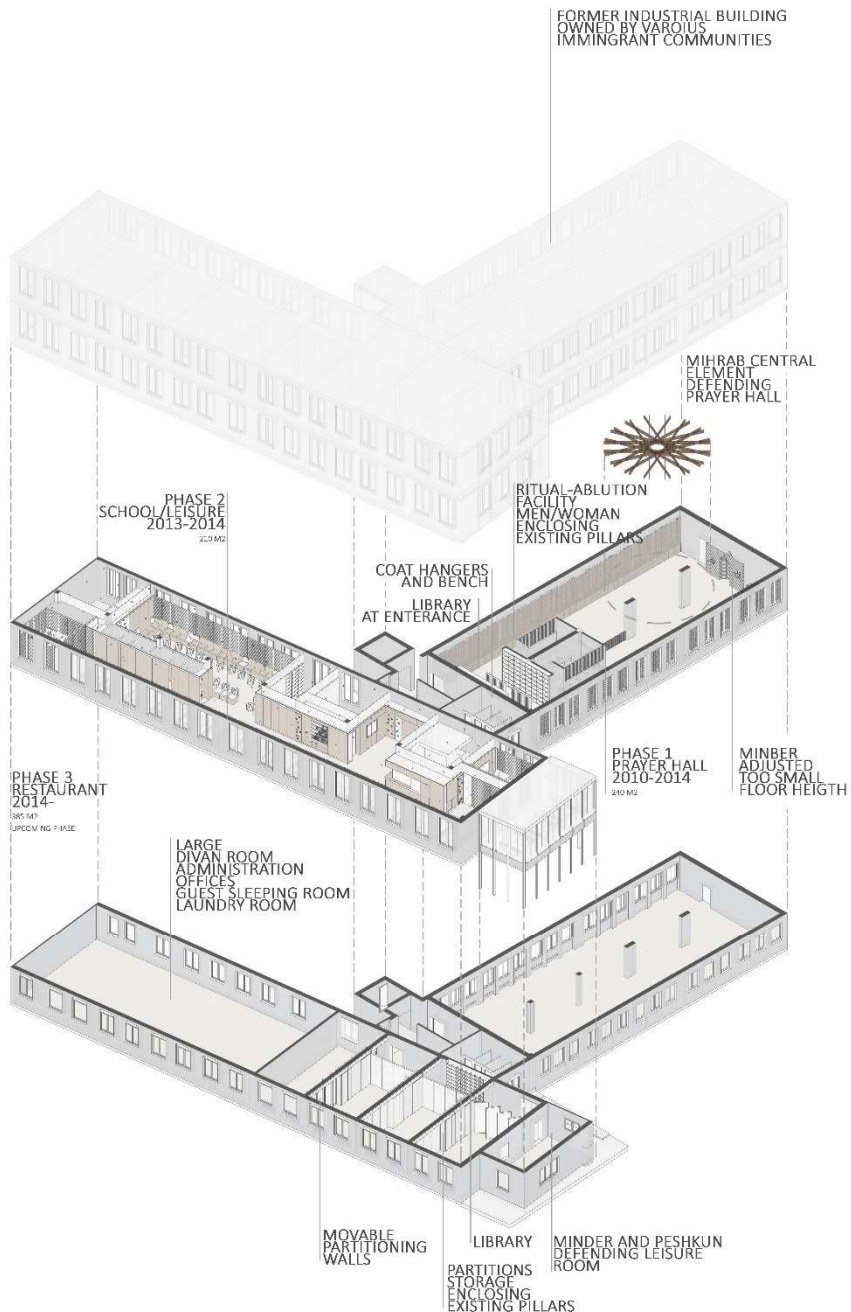 FORMER INDUSTRIAL BUILDING
OWNED BY VAROIUS
IMMINGRANT COMMUNITIES
MIHRAB CENTRAL
ELEMENT
DEFENDING
PRAYER HALL
PHASE 2
SCHOOL/LEISURE
2013-2014
210 M2
RITUAL-ABLUTION
FACILITY
MEN/WOMAN
ENCLOSING
EXISTING PILLARS
COAT HANGERS
AND BENCH
LIBRARY
AT ENTERANCE
PHASE 1
PRAYER HALL
2010-2014
240 M2
MINBER
ADJUSTED
TOO SMALL
FLOOR HEIGTH
PHASE 3
RESTAURANT
2014-
385 M2
UPCOMING PHASE
LARGE
DIVAN ROOM
ADMINISTRATION
OFFICES
GUEST SLEEPING ROOM
LAUNDRY ROOM
MOVABLE
PARTITIONING
WALLS
PARTITIONS
STORAGE
ENCLOSING
EXISTING PILLARS
LIBRARY
MINDER AND PESHKUN
DEFENDING LEISURE
ROOM